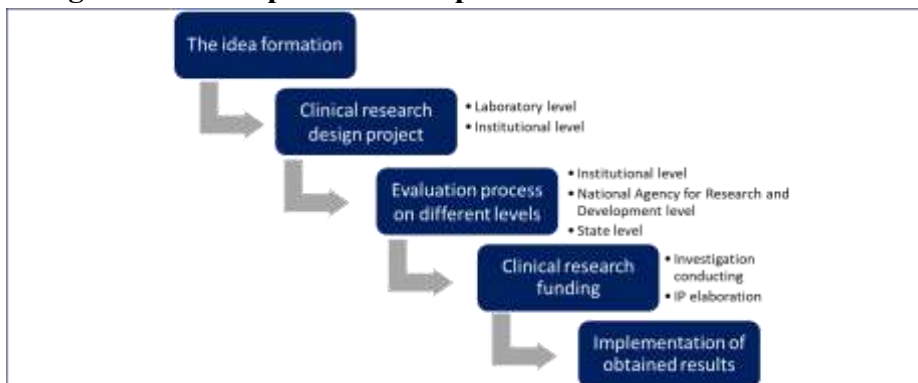 The idea formation
Clinical research
design project
• Laboratory level
• Institutional level
Evaluation process
on different levels
• Institutional level
• National Agency for Research and
Development level
• State level
Clinical research
funding
• Investigation
conducting
• IP elaboration
Implementation of
obtained results